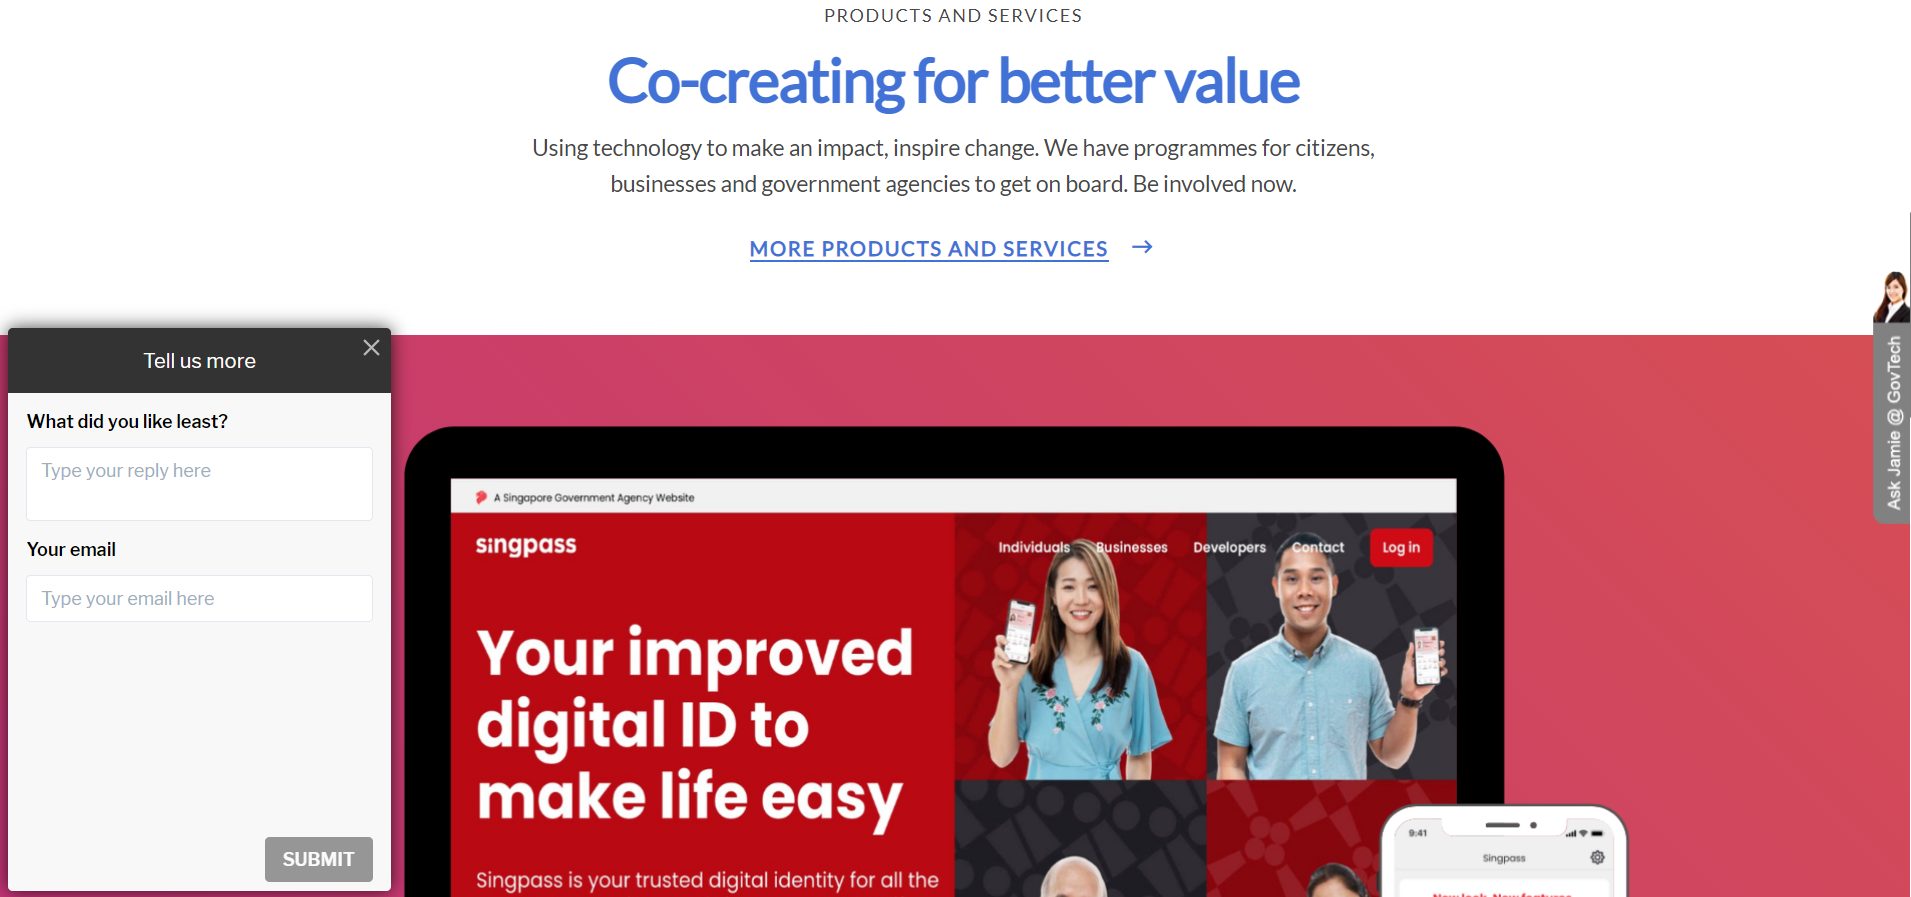 PRODUCTS AND SERVICES
Co-creating for better value
Using technology to make an impact, inspire change. We have programmes for citizens,
businesses and government agencies to get on board. Be involved now.
MORE PRODUCTS AND SERVICES →
Ask Jamie @ GovTech
Tell us more
What did you like least?
Type your reply here
Your email
Type your email here
SUBMIT
A Singapore Government Agency Website
singpass
Individuals Businesses Developers Contact Log in
Your improved
digital ID to
make life easy
Singpass is your trusted digital identity for all the
9:41
Singpass
New look. New features